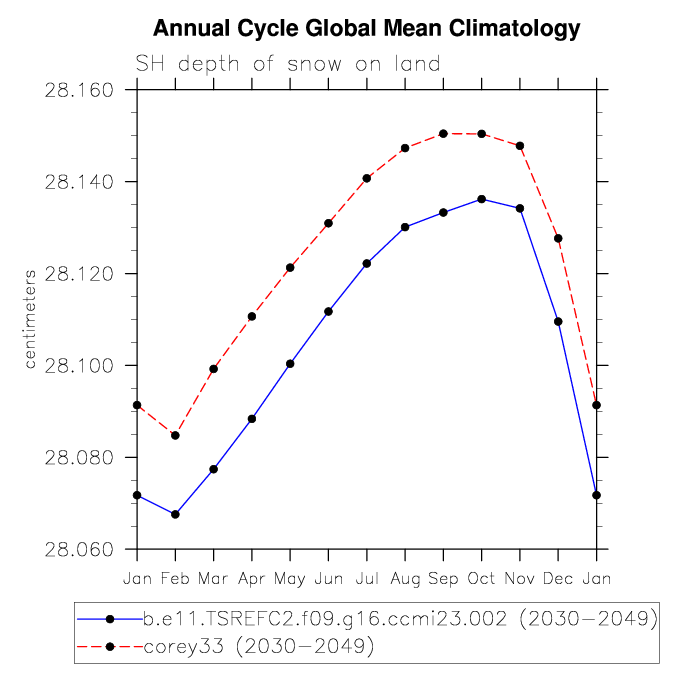 Annual Cycle Global Mean Climatology
SH depth of snow on land
28.160
28.140
28.120
28.100
28.080
28.060
centimeters
Jan Feb Mar Apr May Jun Jul Aug Sep Oct Nov Dec Jan
b.e11.TSREFC2.f09.g16.ccmi23.002 (2030-2049)
corey33 (2030-2049)